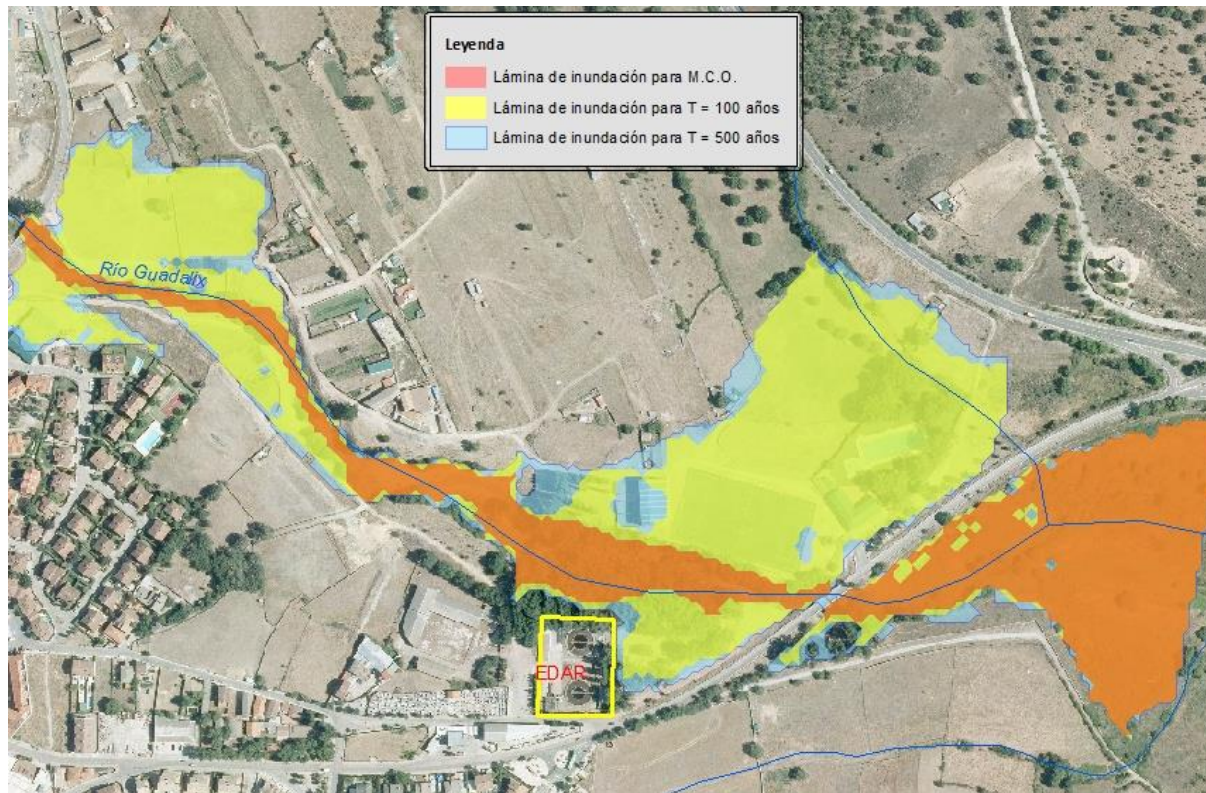 Leyenda
Lámina de inundación para M.C.O.
Lámina de inundación para T = 100 años
Lámina de inundación para T = 500 años
Río Guadalix
EDAR